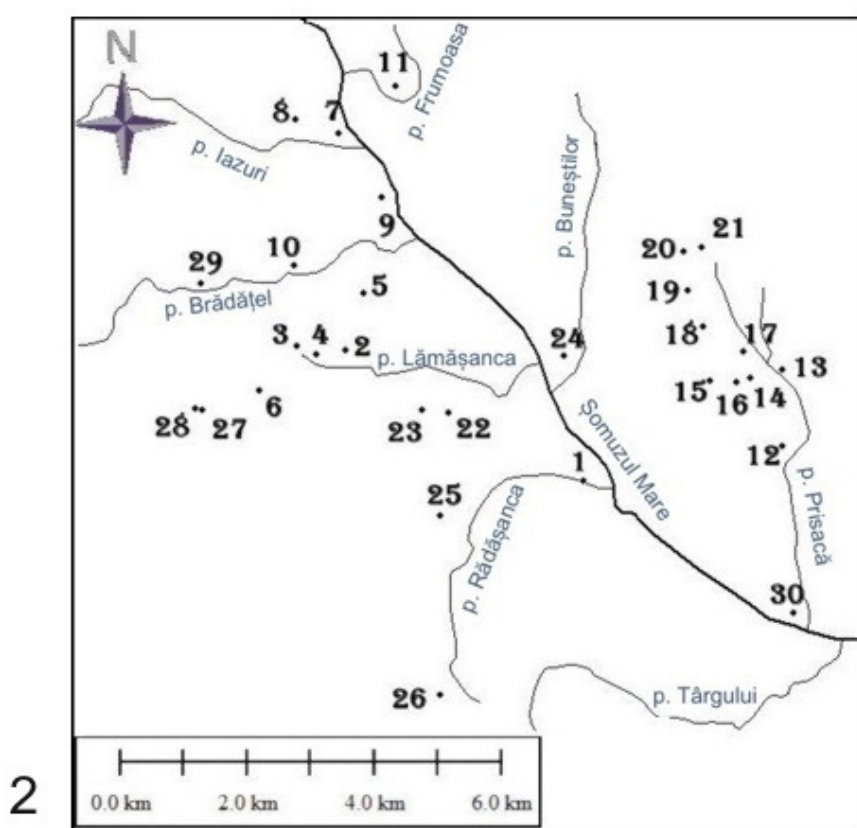 N
11
p. Frumoasa
8
7
p. Iazuri
p. Buneștilor
9
21
20
10
29
5
19
p. Brădățel
18
17
3
4
2
24
p. Lămășanca
13
15
16
14
6
28
27
23
22
Șomuzul Mare
12
1
p. Prisacă
25
p. Rădășanca
30
26
p. Târgului
2
0.0 km
2.0 km
4.0 km
6.0 km